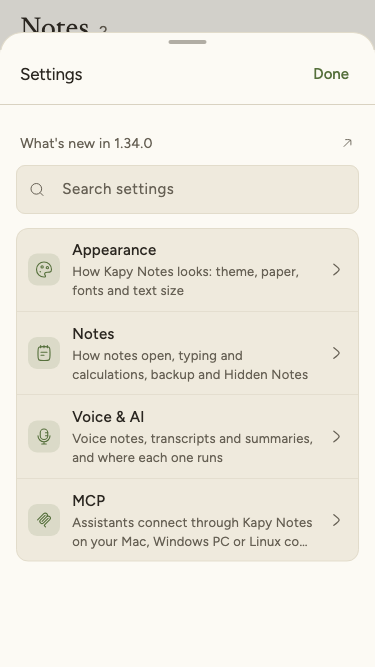 Notes 2
Settings
Done
What's new in 1.34.0
Search settings
Appearance
How Kapy Notes looks: theme, paper,
fonts and text size
Notes
How notes open, typing and
calculations, backup and Hidden Notes
Voice & AI
Voice notes, transcripts and summaries,
and where each one runs
MCP
Assistants connect through Kapy Notes
on your Mac, Windows PC or Linux co...